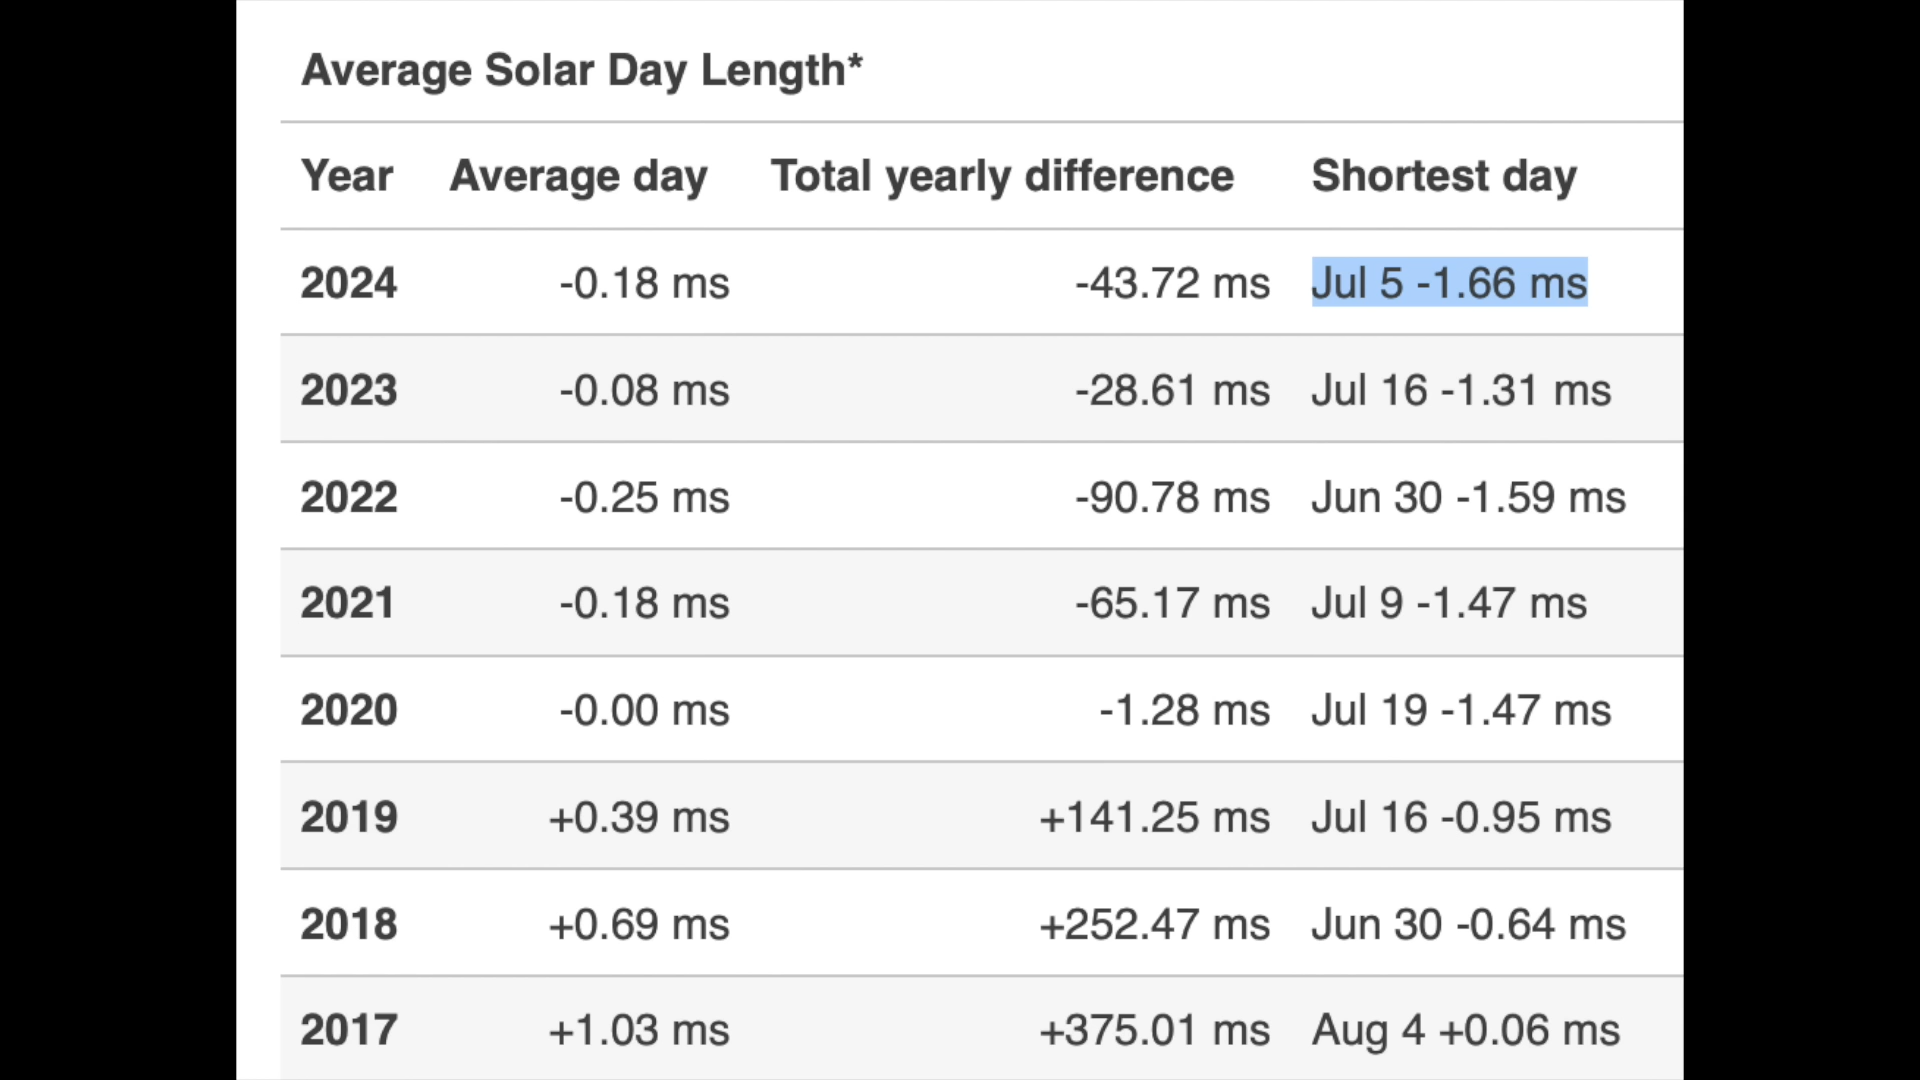 Average Solar Day Length*
Year Average day Total yearly difference Shortest day
2024 -0.18 ms -43.72 ms Jul 5 -1.66 ms
2023 -0.08 ms -28.61 ms Jul 16 -1.31 ms
2022 -0.25 ms -90.78 ms Jun 30 -1.59 ms
2021 -0.18 ms -65.17 ms Jul 9 -1.47 ms
2020 -0.00 ms -1.28 ms Jul 19 -1.47 ms
2019 +0.39 ms +141.25 ms Jul 16 -0.95 ms
2018 +0.69 ms +252.47 ms Jun 30 -0.64 ms
2017 +1.03 ms +375.01 ms Aug 4 +0.06 ms